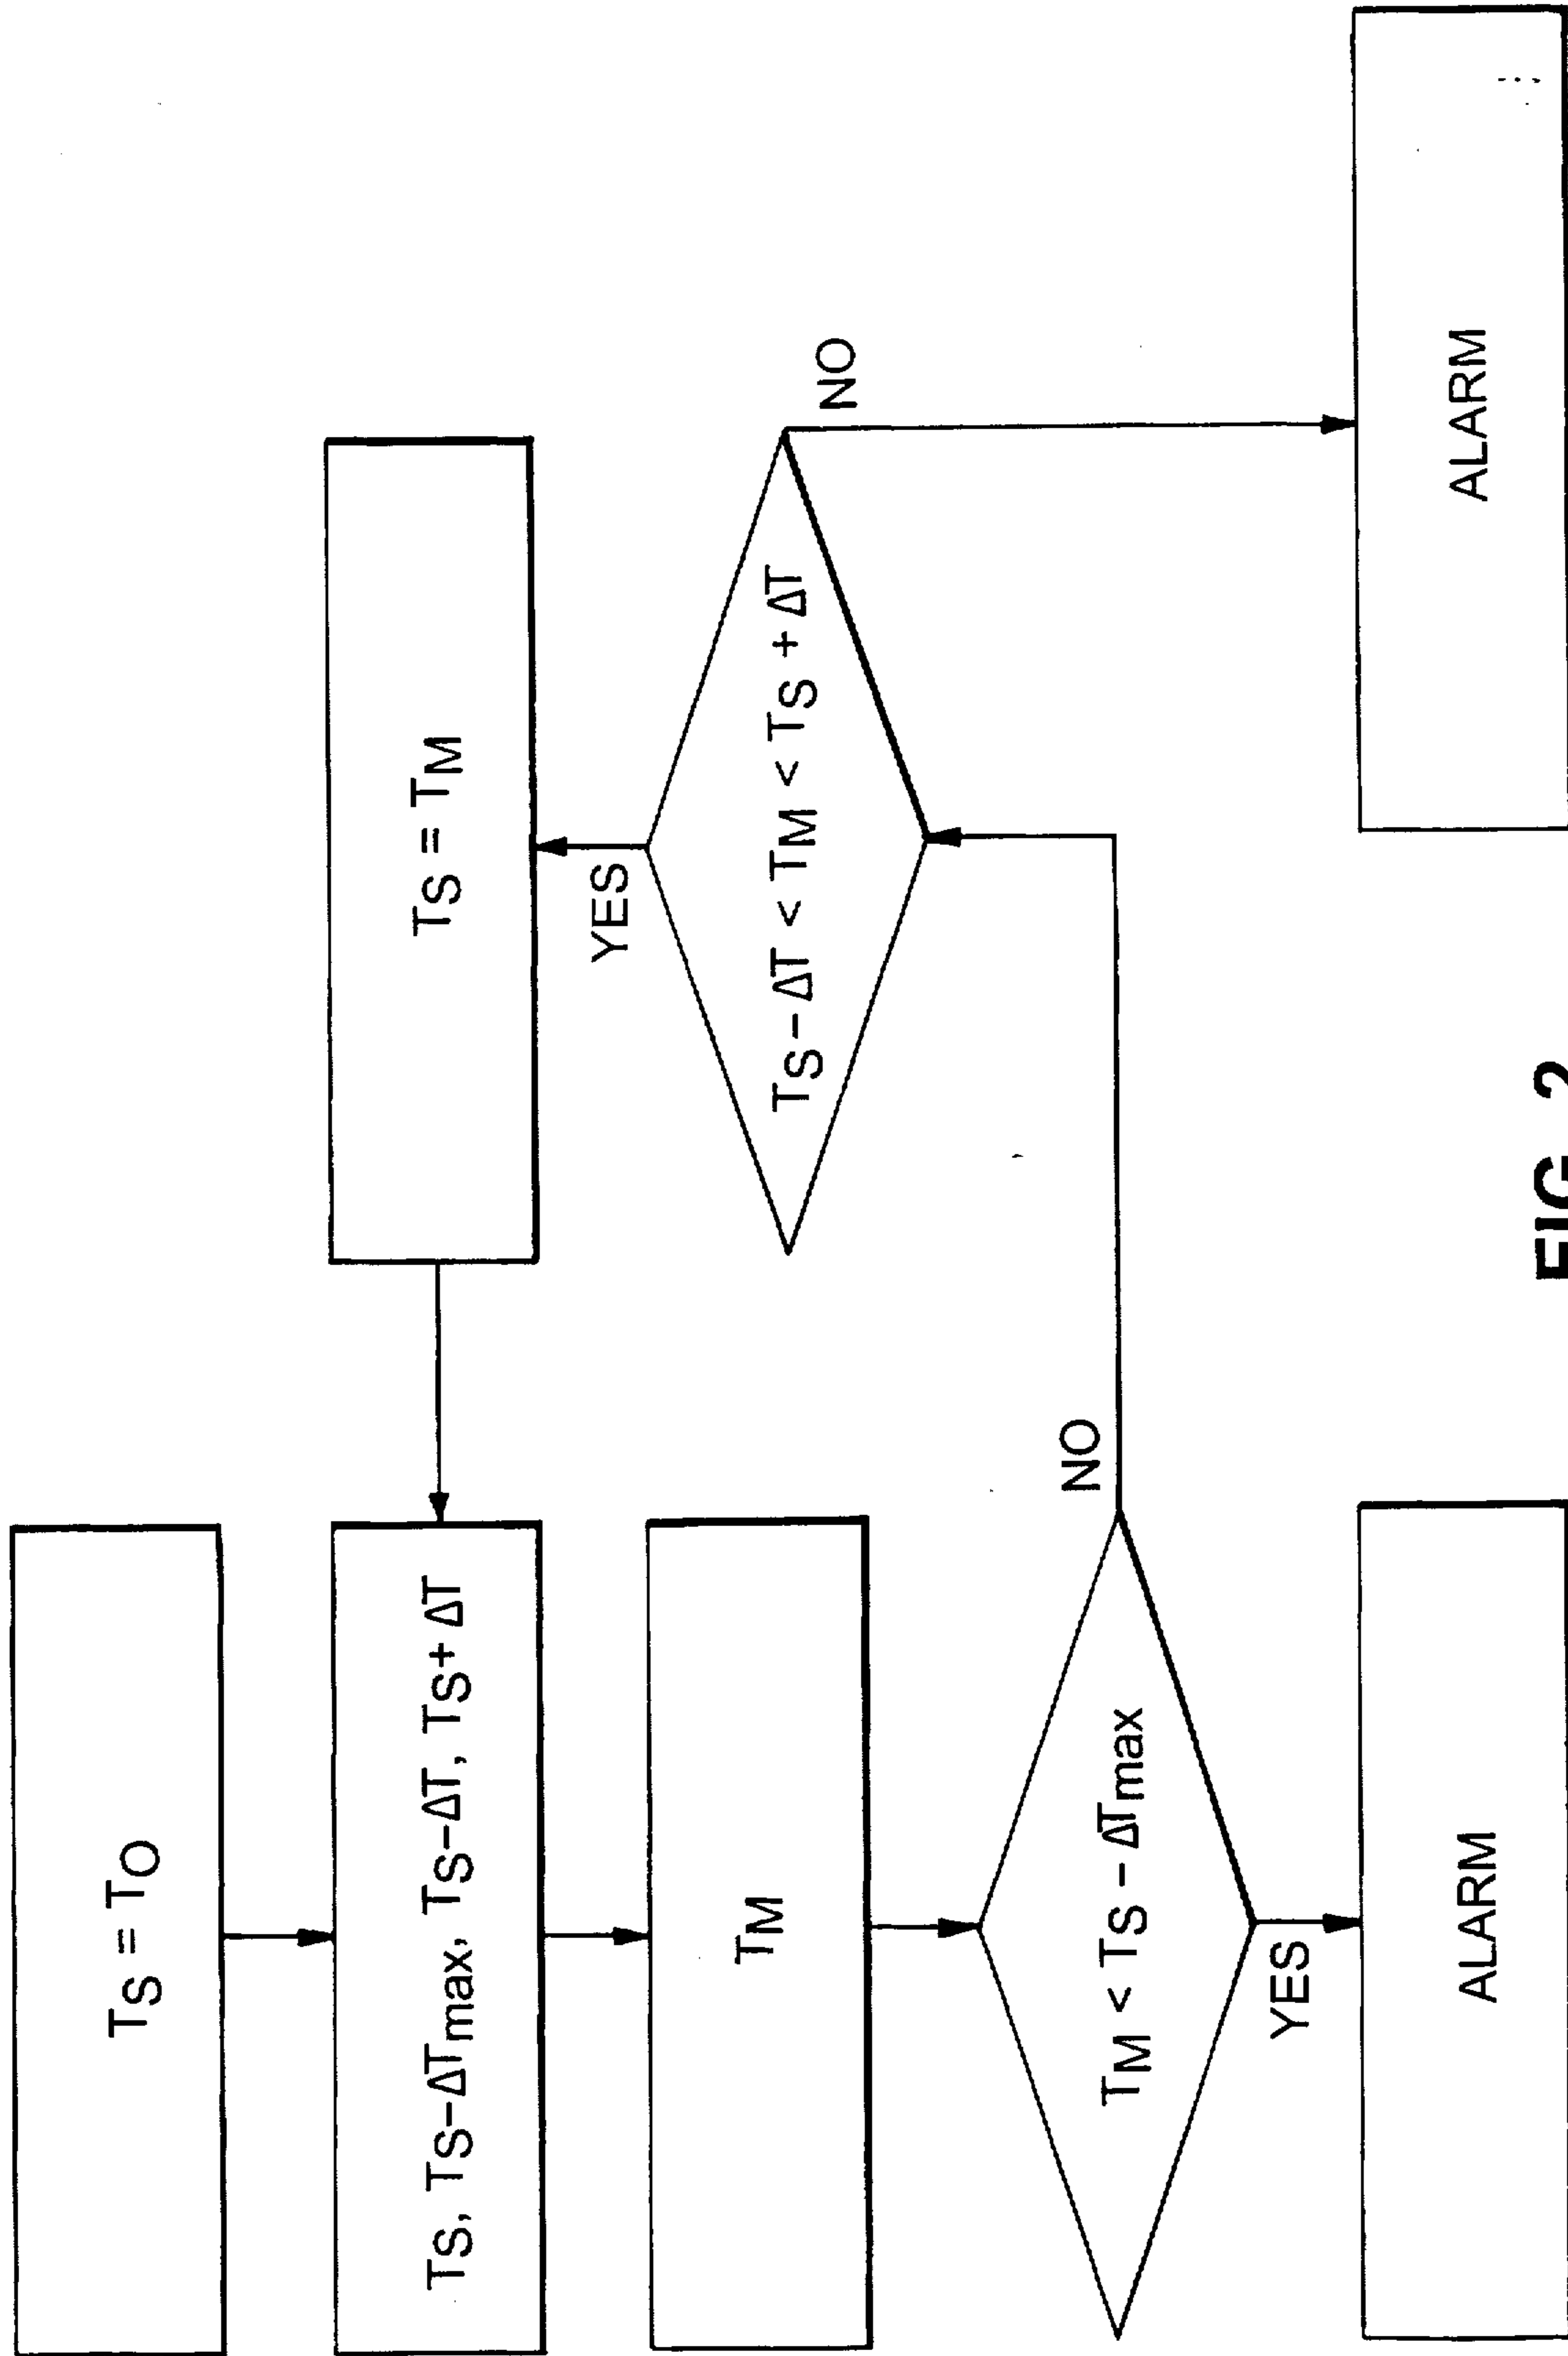 TS = TO
TS, TS-ΔTmax, TS-ΔT, TS+ ΔT
TM
TM < TS - ΔTmax
YES
NO
ALARM
TS = TM
YES
TS - ΔT < TM < TS + ΔT
NO
ALARM
FIG. 2